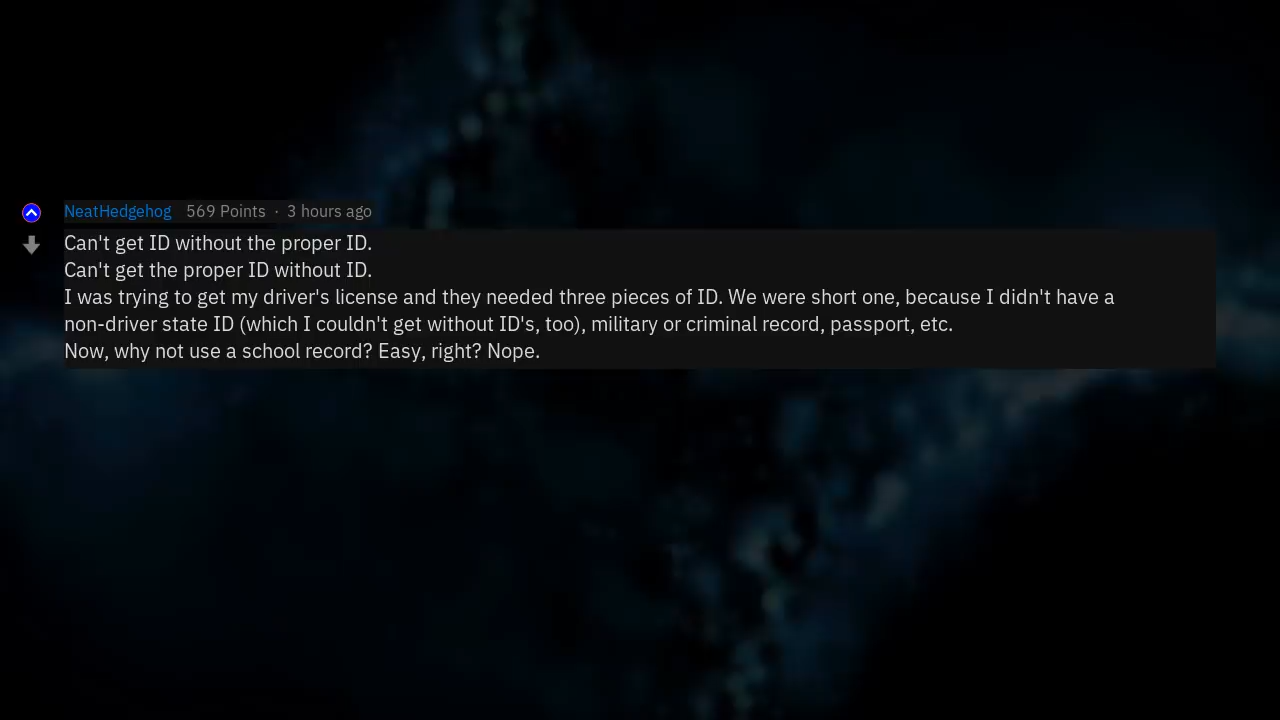 NeatHedgehog 569 Points · 3 hours ago
Can't get ID without the proper ID.
Can't get the proper ID without ID.
I was trying to get my driver's license and they needed three pieces of ID. We were short one, because I didn't have a
non-driver state ID (which I couldn't get without ID's, too), military or criminal record, passport, etc.
Now, why not use a school record? Easy, right? Nope.